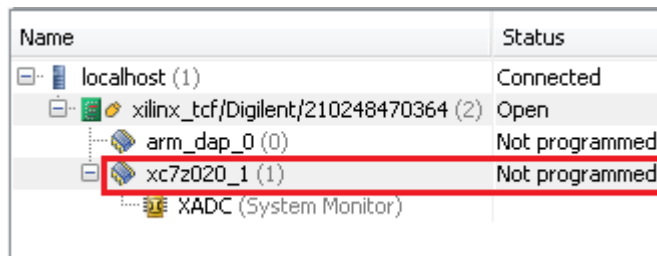 Name Status
localhost (1) Connected
xilinx_tcf/Digilent/210248470364 (2) Open
arm_dap_0 (0) Not programmed
xc7z020_1 (1) Not programmed
XADC (System Monitor)